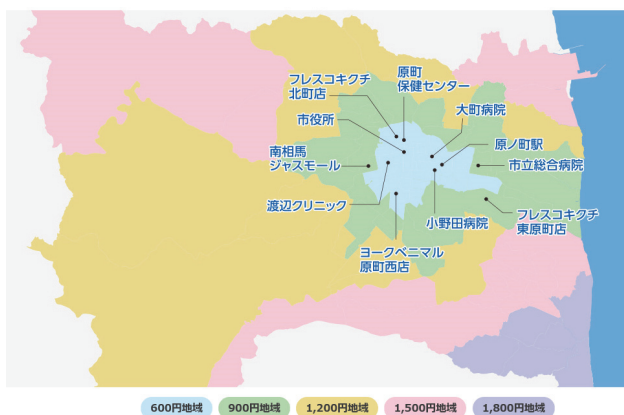 フレスコキクチ
北町店
原町
保健センター
市役所
大町病院
原ノ町駅
南相馬
ジャスモール
市立総合病院
渡辺クリニック
小野田病院
フレスコキクチ
東原町店
ヨークベニマル
原町西店
600円地域
900円地域
1,200円地域
1,500円地域
1,800円地域